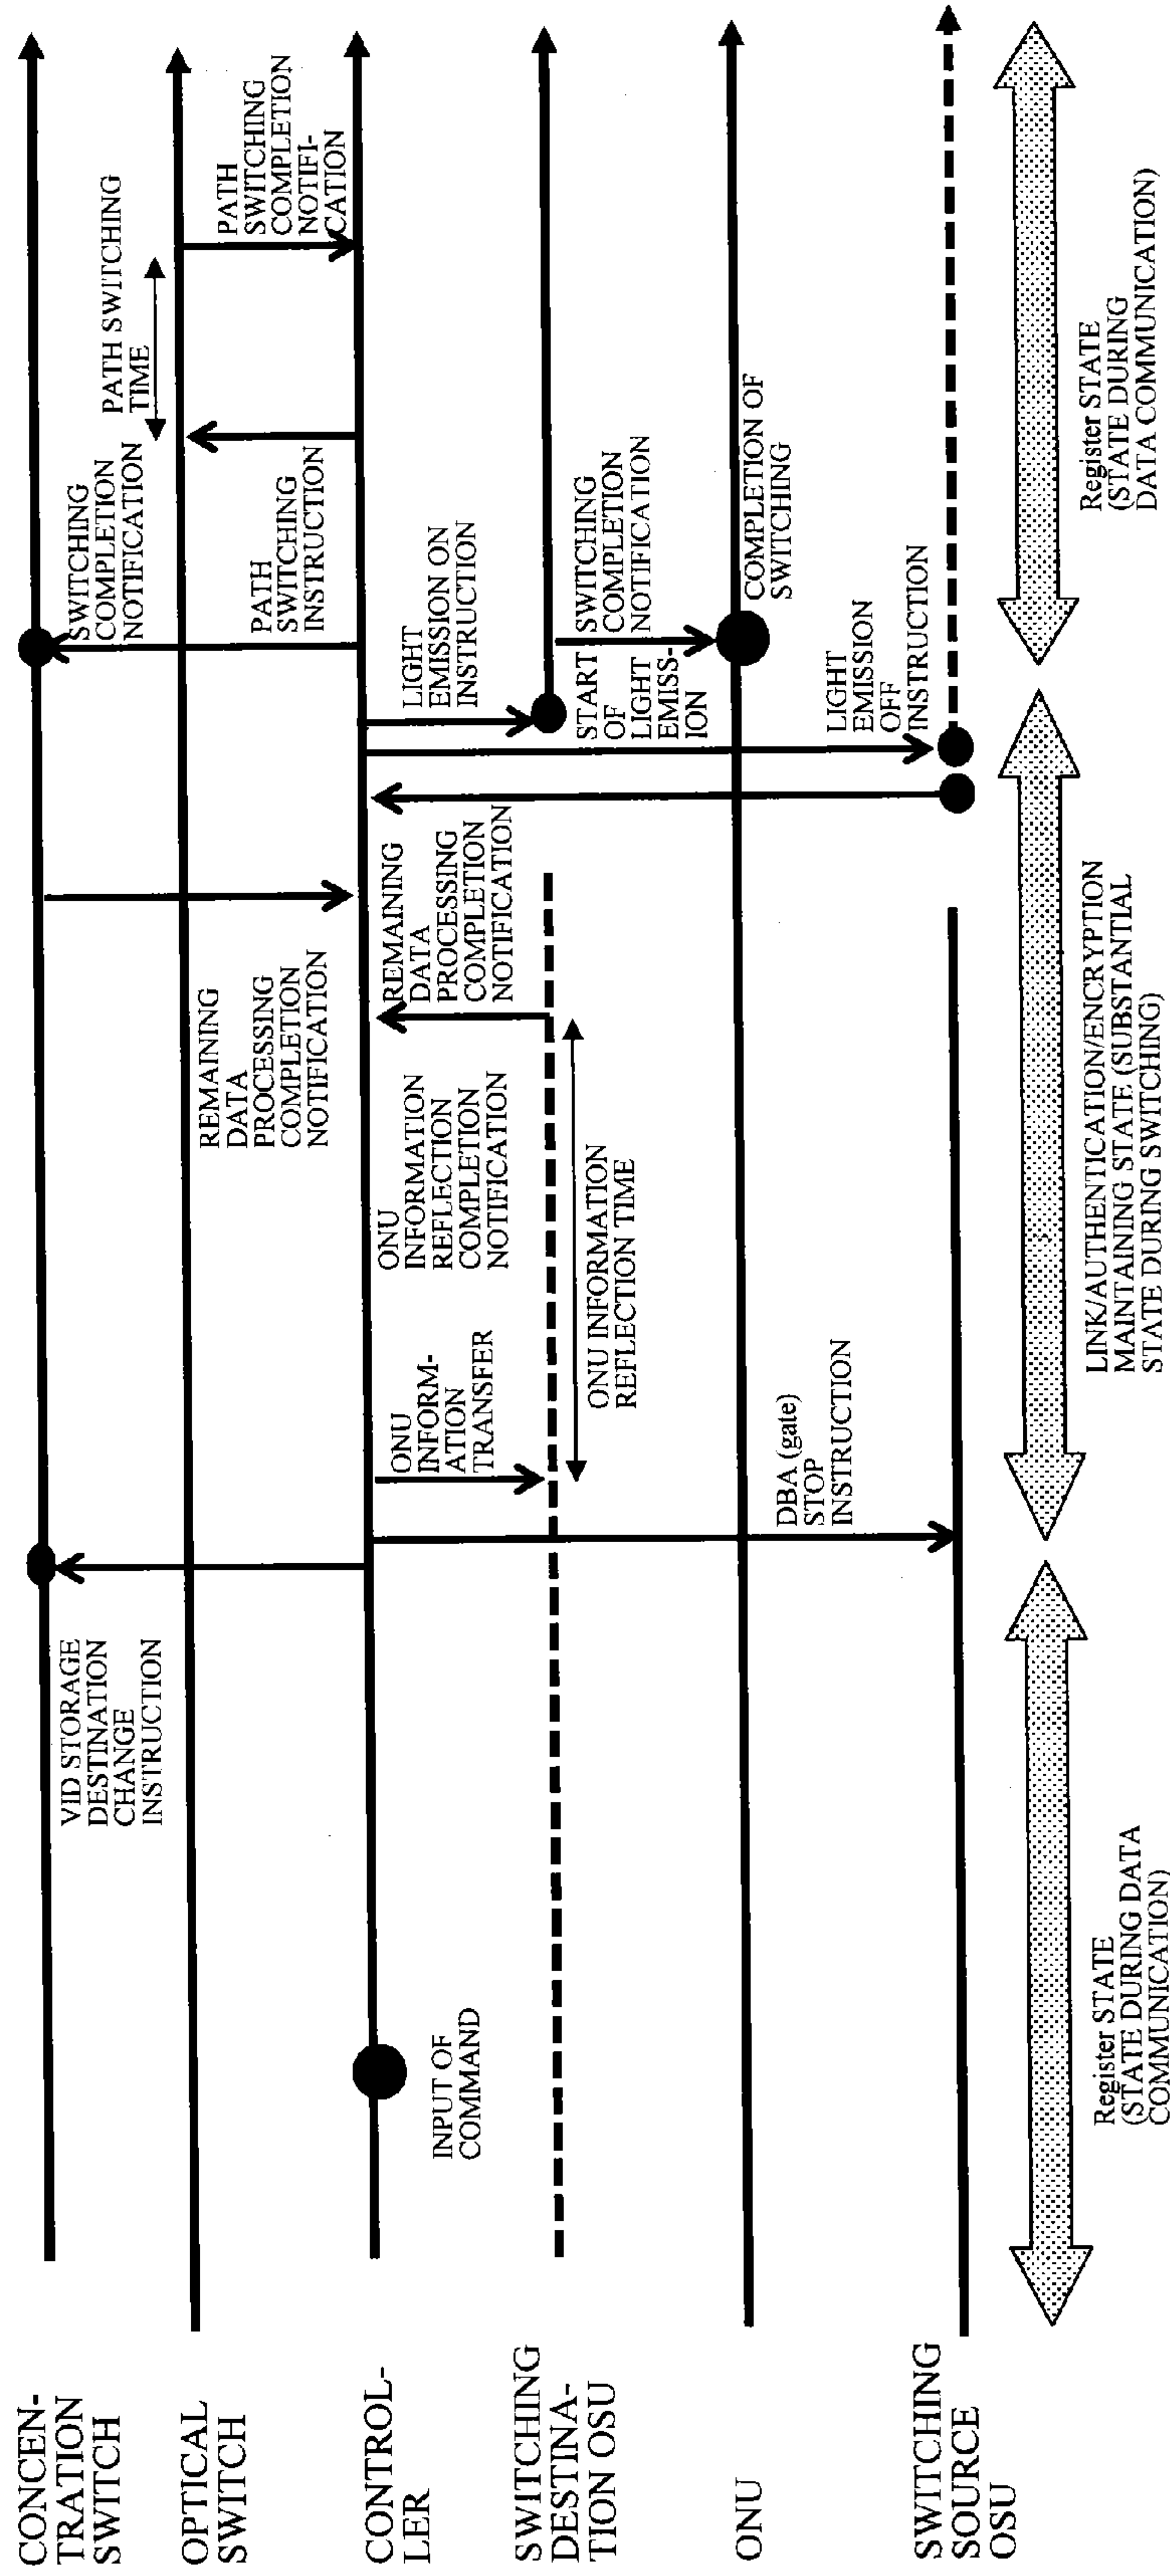 CONCEN-
TRATION
SWITCH
OPTICAL
SWITCH
CONTROL-
LER
SWITCHING
DESTINA-
TION OSU
ONU
SWITCHING
SOURCE
OSU
INPUT OF
COMMAND
VID STORAGE
DESTINATION
CHANGE
INSTRUCTION
DBA (gate)
STOP
INSTRUCTION
ONU
INFORM-
ATION
TRANSFER
ONU INFORMATION
REFLECTION TIME
ONU
INFORMATION
REFLECTION
COMPLETION
NOTIFICATION
REMAINING
DATA
PROCESSING
COMPLETION
NOTIFICATION
REMAINING
DATA
PROCESSING
COMPLETION
NOTIFICATION
LIGHT
EMISSION
OFF
INSTRUCTION
LIGHT
EMISSION ON
INSTRUCTION
START
OF
LIGHT
EMISS-
ION
SWITCHING
COMPLETION
NOTIFICATION
COMPLETION OF
SWITCHING
SWITCHING
COMPLETION
NOTIFICATION
PATH
SWITCHING
INSTRUCTION
PATH SWITCHING
TIME
PATH
SWITCHING
COMPLETION
NOTIFI-
CATION
Register STATE
(STATE DURING DATA
COMMUNICATION)
LINK/AUTHENTICATION/ENCRYPTION
MAINTAINING STATE (SUBSTANTIAL
STATE DURING SWITCHING)
Register STATE
(STATE DURING
DATA COMMUNICATION)